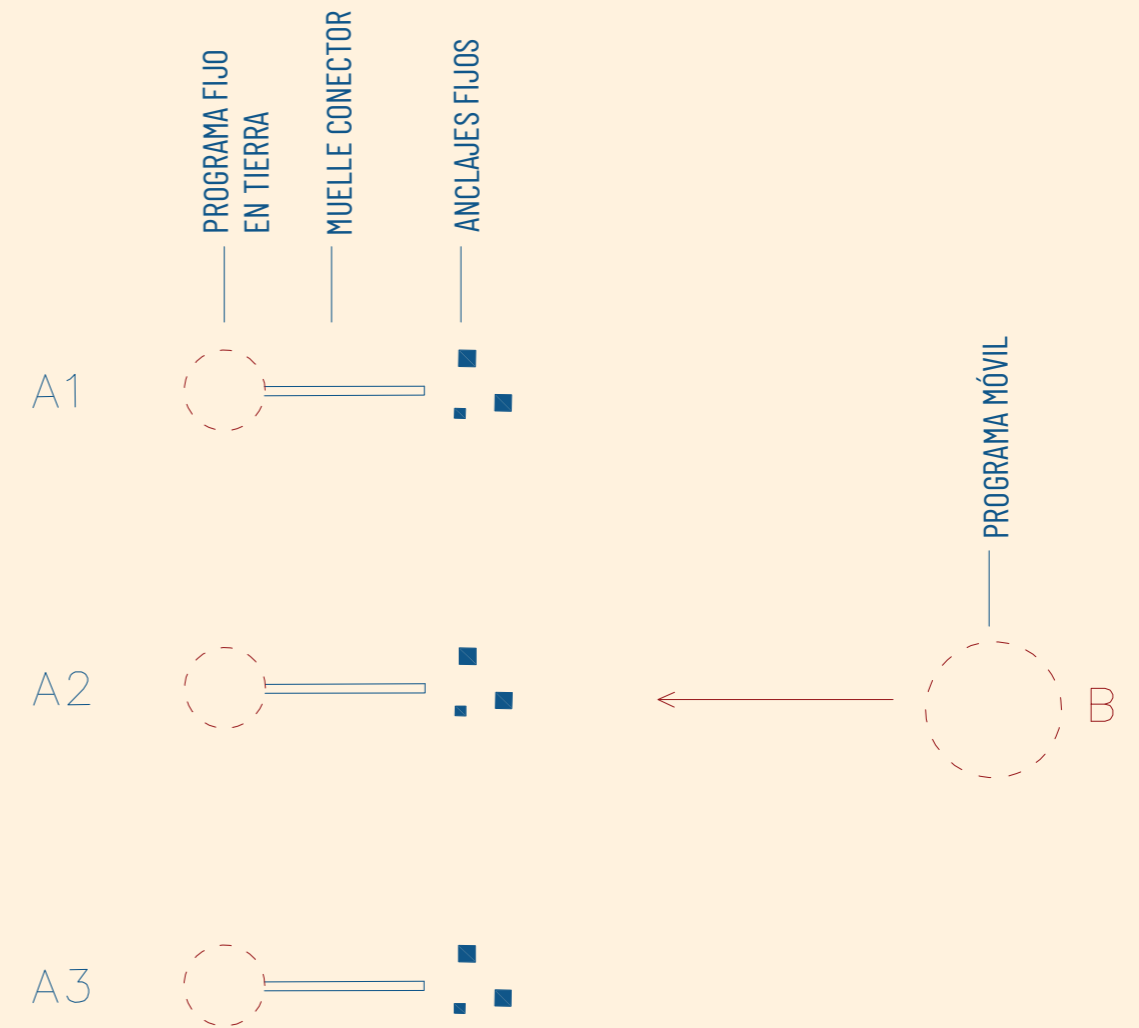 PROGRAMA FIJO
EN TIERRA
MUELLE CONECTOR
ANCLAJES FIJOS
A1
PROGRAMA MÓVIL
A2
B
A3